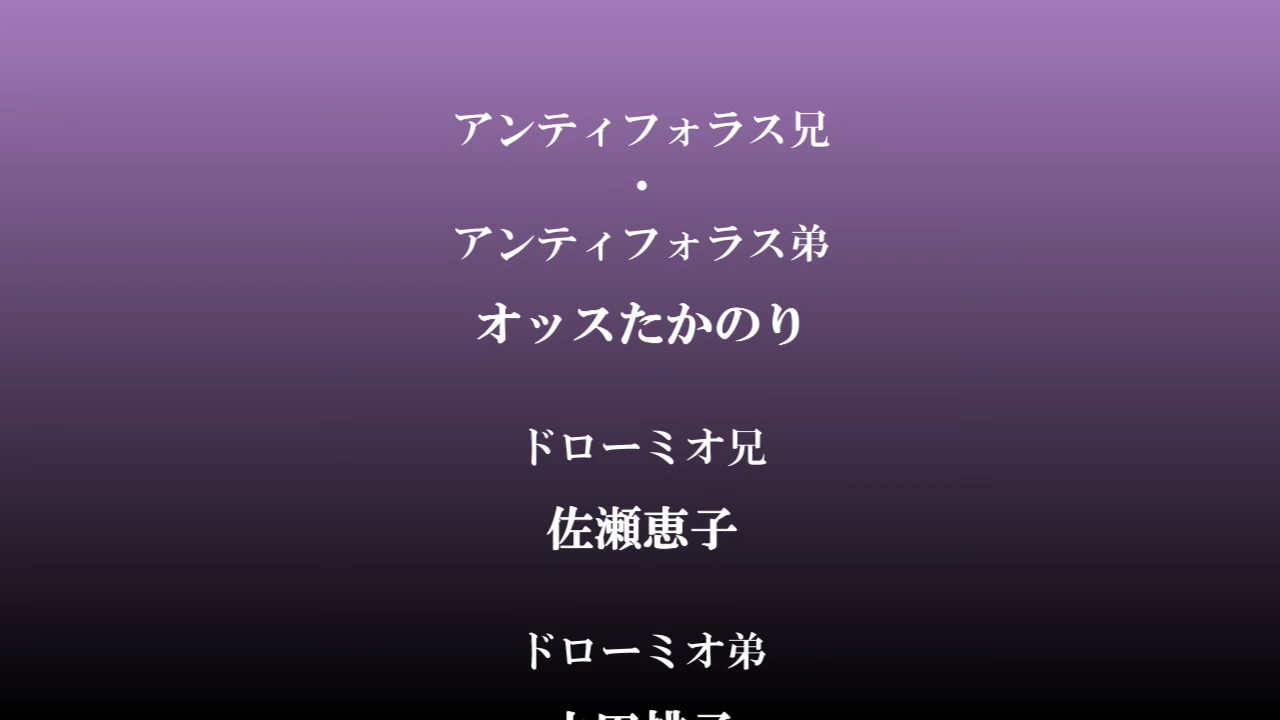 アンティフォラス兄
・
アンティフォラス弟
オッスたかのり
ドローミオ兄
佐瀬恵子
ドローミオ弟